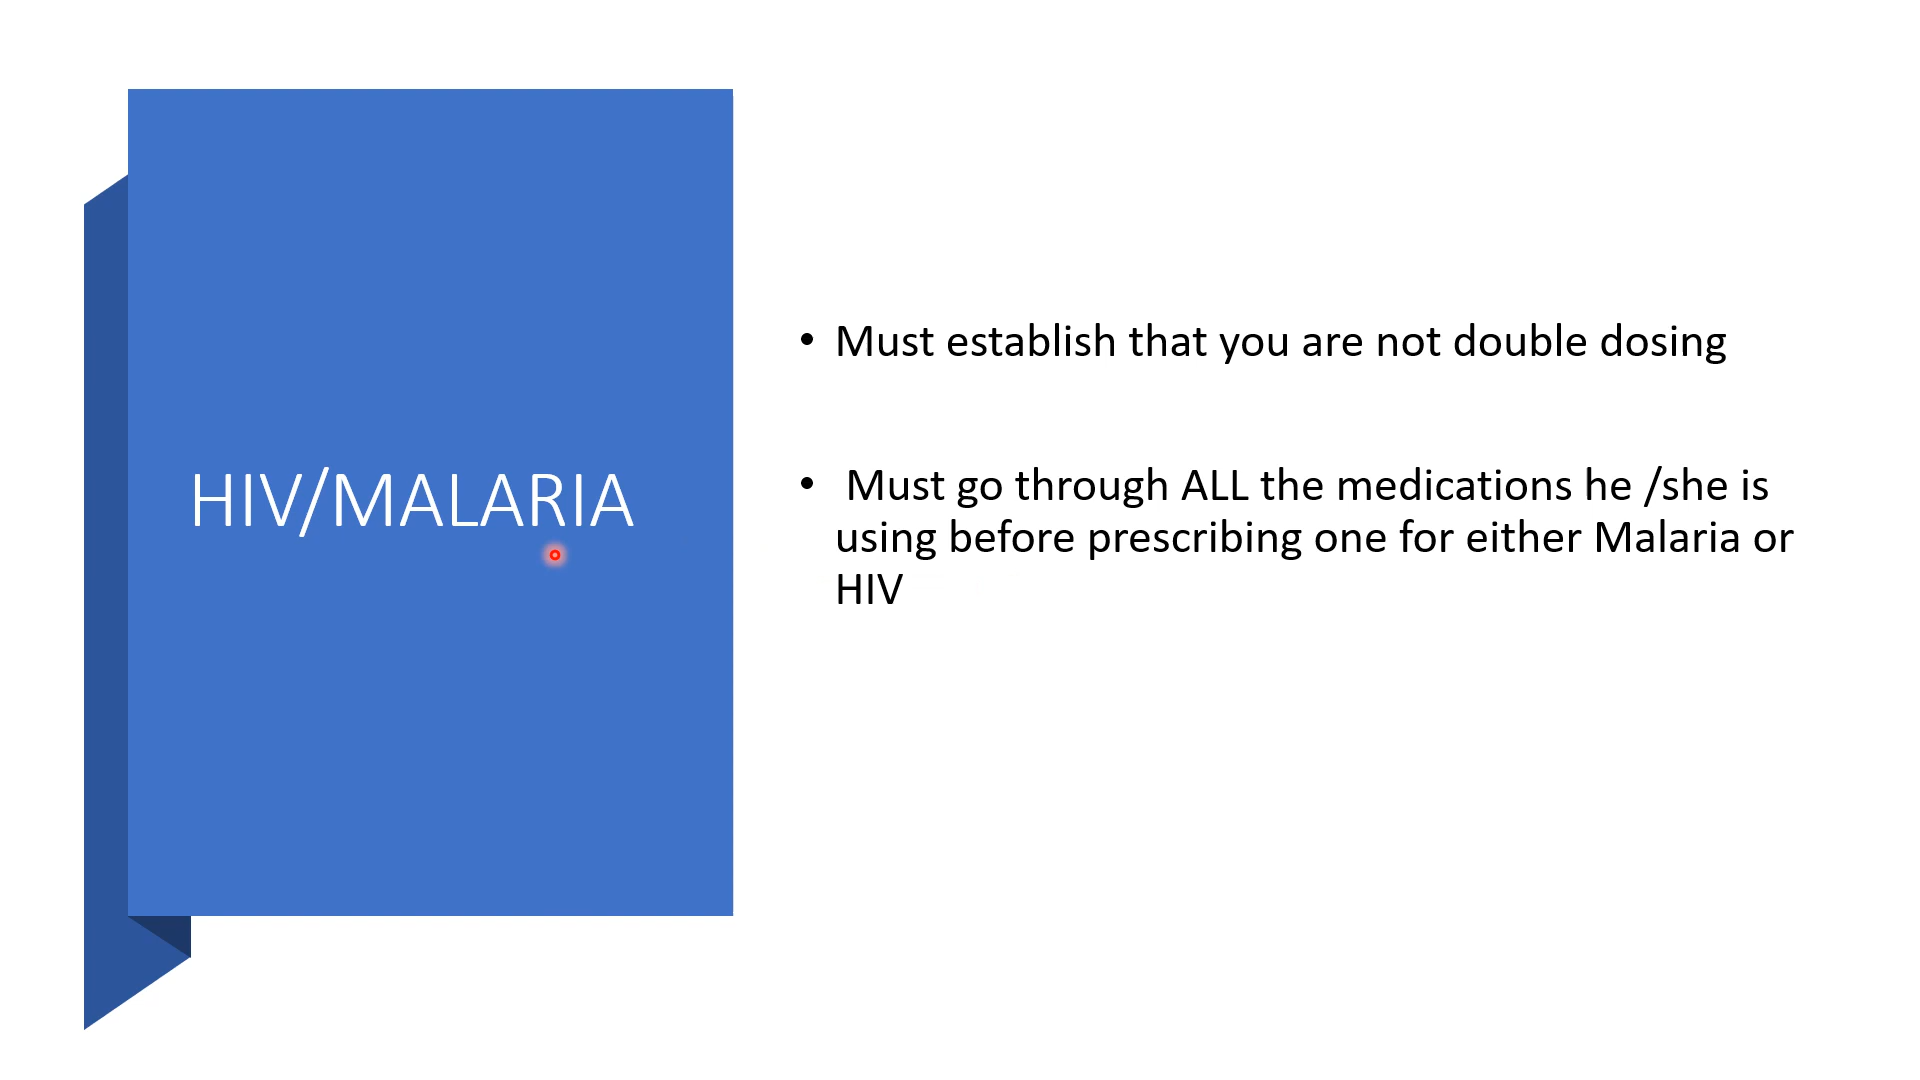 HIV/MALARIA
• Must establish that you are not double dosing
• Must go through ALL the medications he /she is
using before prescribing one for either Malaria or
HIV